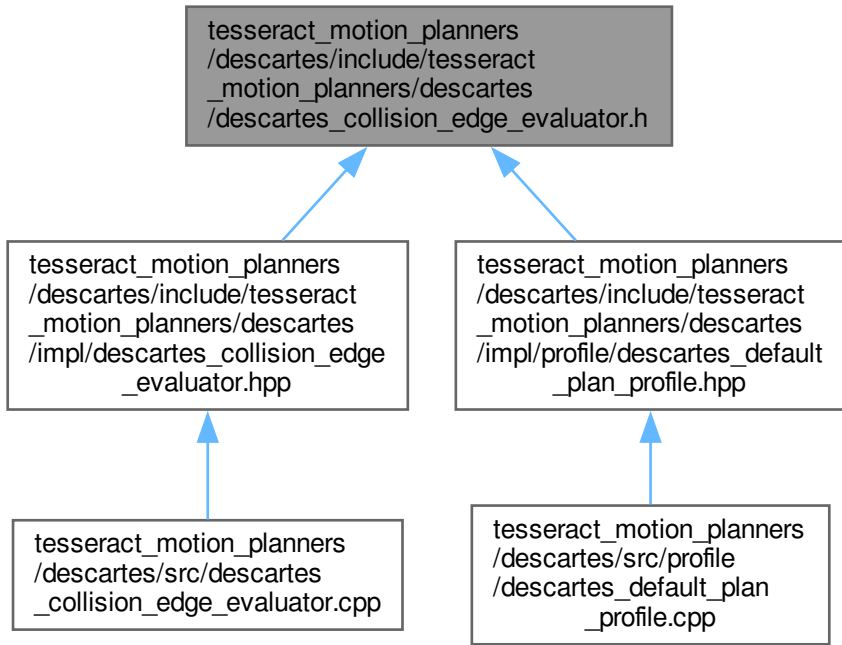 tesseract_motion_planners
/descartes/include/tesseract
_motion_planners/descartes
/descartes_collision_edge_evaluator.h
tesseract_motion_planners
/descartes/include/tesseract
_motion_planners/descartes
/impl/descartes_collision_edge
_evaluator.hpp
tesseract_motion_planners
/descartes/include/tesseract
_motion_planners/descartes
/impl/profile/descartes_default
_plan_profile.hpp
tesseract_motion_planners
/descartes/src/descartes
_collision_edge_evaluator.cpp
tesseract_motion_planners
/descartes/src/profile
/descartes_default_plan
_profile.cpp